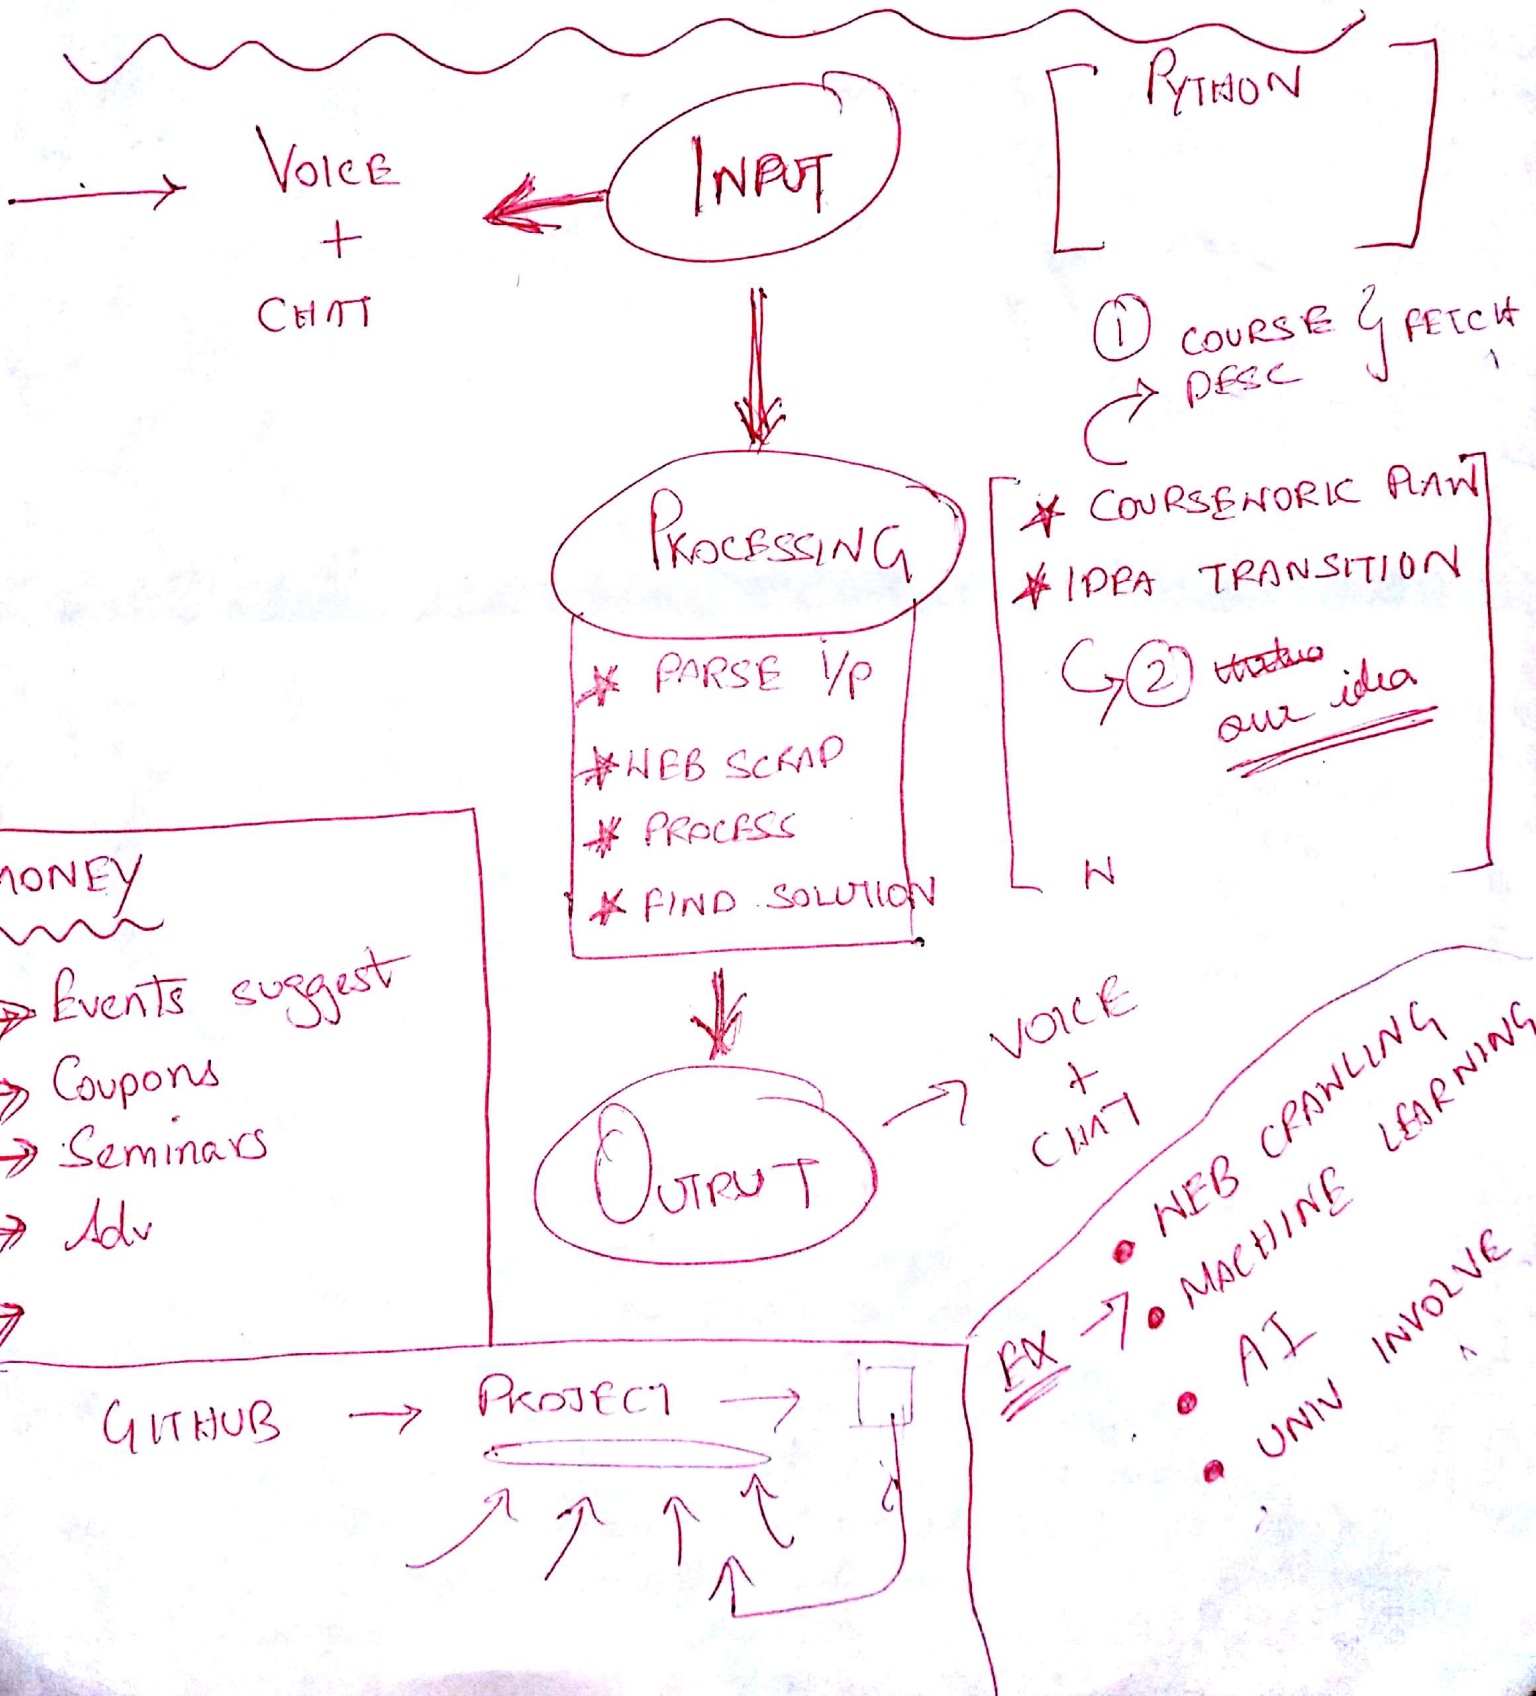 PYTHON
INPUT
VOICE
+
CHAT
① COURSE } FETCH
DESC
PROCESSING
★ PARSE i/p
★ WEB SCRAP
★ PROCESS
★ FIND SOLUTION
★ COURSEWORK PLAN
★ IDEA TRANSITION
② our idea
N
MONEY
Events suggest
Coupons
Seminars
Adv
OUTPUT
VOICE
+
CHAT
• WEB CRAWLING
• MACHINE LEARNING
• AI
• UNIV INVOLVE
GITHUB → PROJECT →